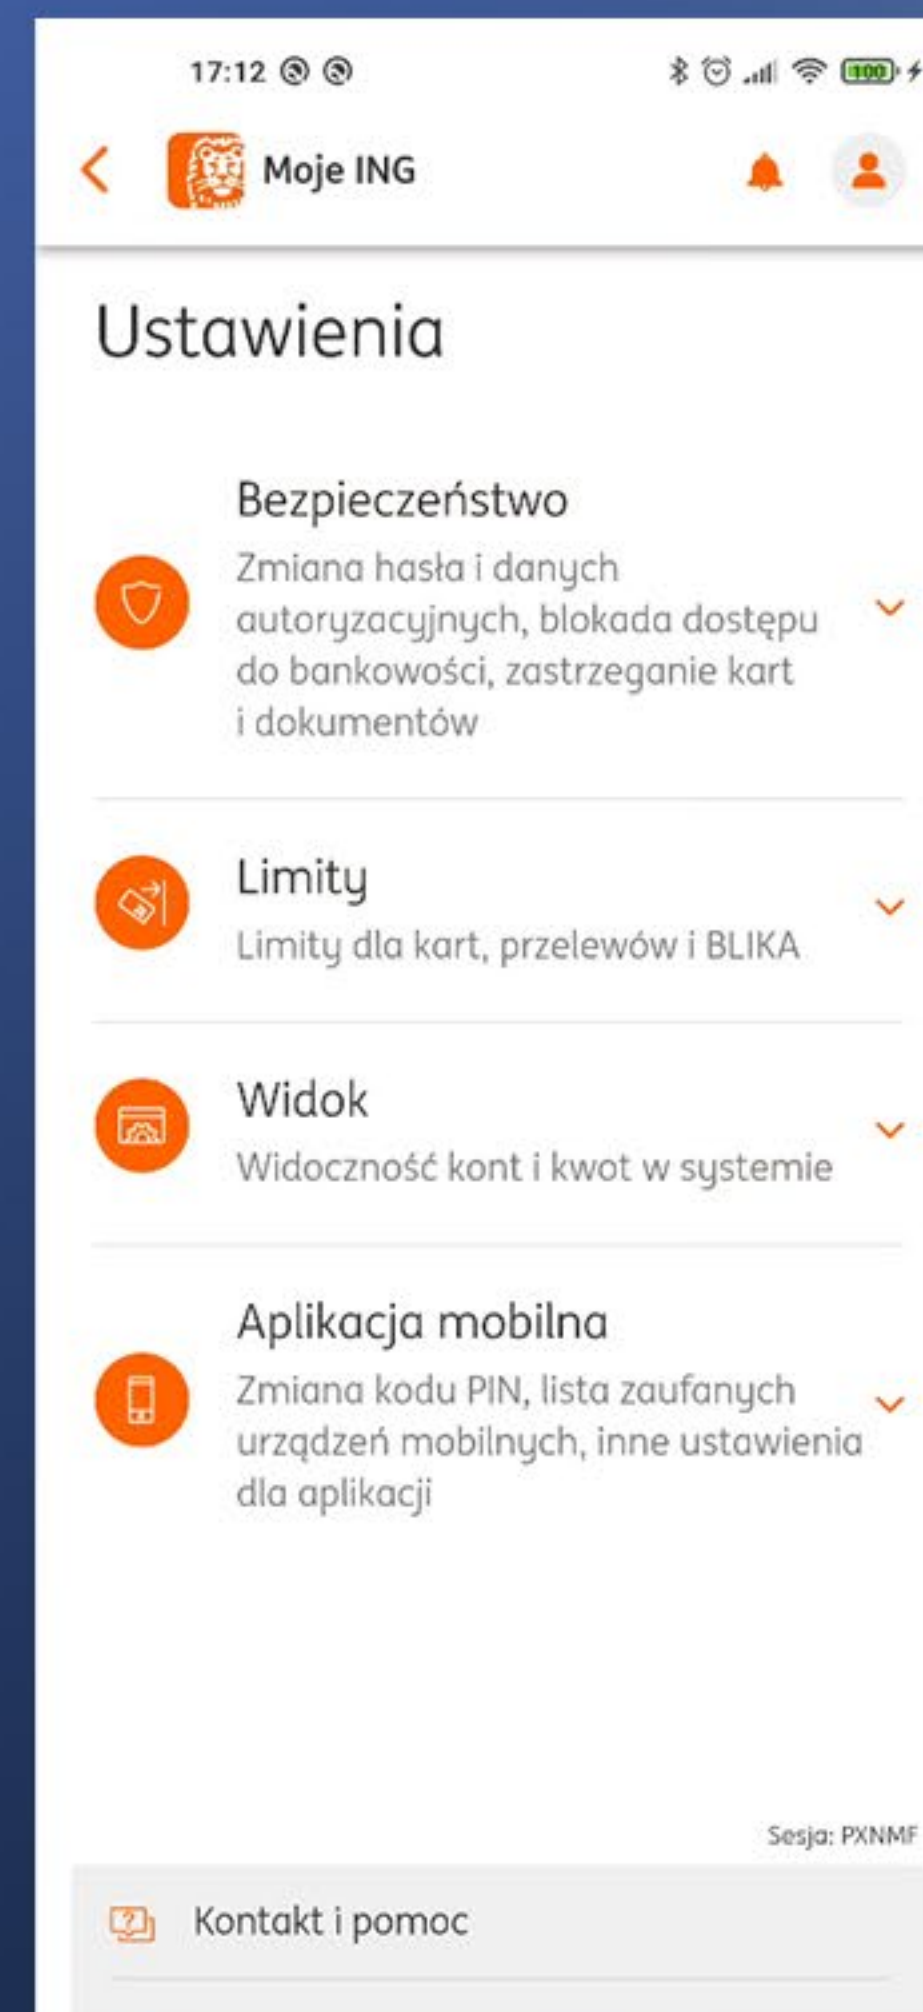 17:12
100
Moje ING
Ustawienia
Bezpieczeństwo
Zmiana hasła i danych
autoryzacyjnych, blokada dostępu
do bankowości, zastrzeganie kart
i dokumentów
Limity
Limity dla kart, przelewów i BLIKA
Widok
Widoczność kont i kwot w systemie
Aplikacja mobilna
Zmiana kodu PIN, lista zaufanych
urządzeń mobilnych, inne ustawienia
dla aplikacji
Sesja: PXNMF
Kontakt i pomoc